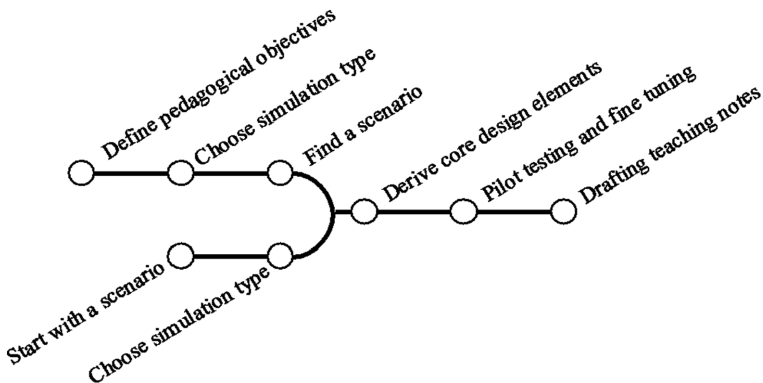 Define pedagogical objectives
Choose simulation type
Find a scenario
Derive core design elements
Pilot testing and fine tuning
Drafting teaching notes
Start with a scenario
Choose simulation type